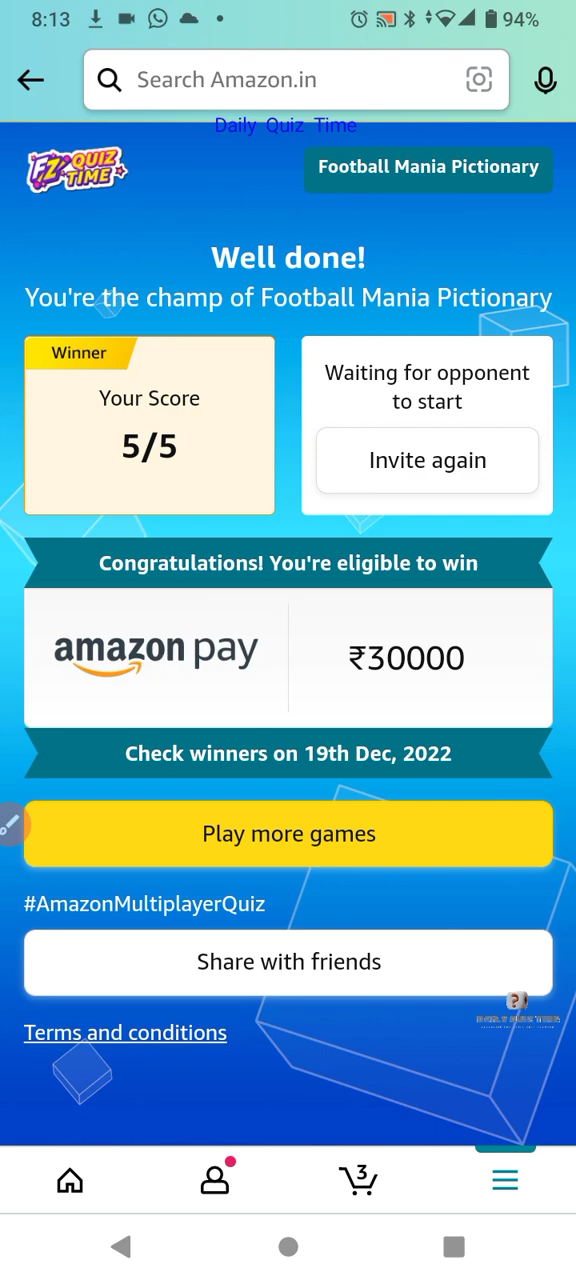 8:13
94%
Search Amazon.in
Daily Quiz Time
FZ QUIZ
TIME
Football Mania Pictionary
Well done!
You're the champ of Football Mania Pictionary
Winner
Your Score
5/5
Waiting for opponent
to start
Invite again
Congratulations! You're eligible to win
amazon pay
₹30000
Check winners on 19th Dec, 2022
Play more games
#AmazonMultiplayerQuiz
Share with friends
?
DAILY QUIZ TIME
Terms and conditions
3